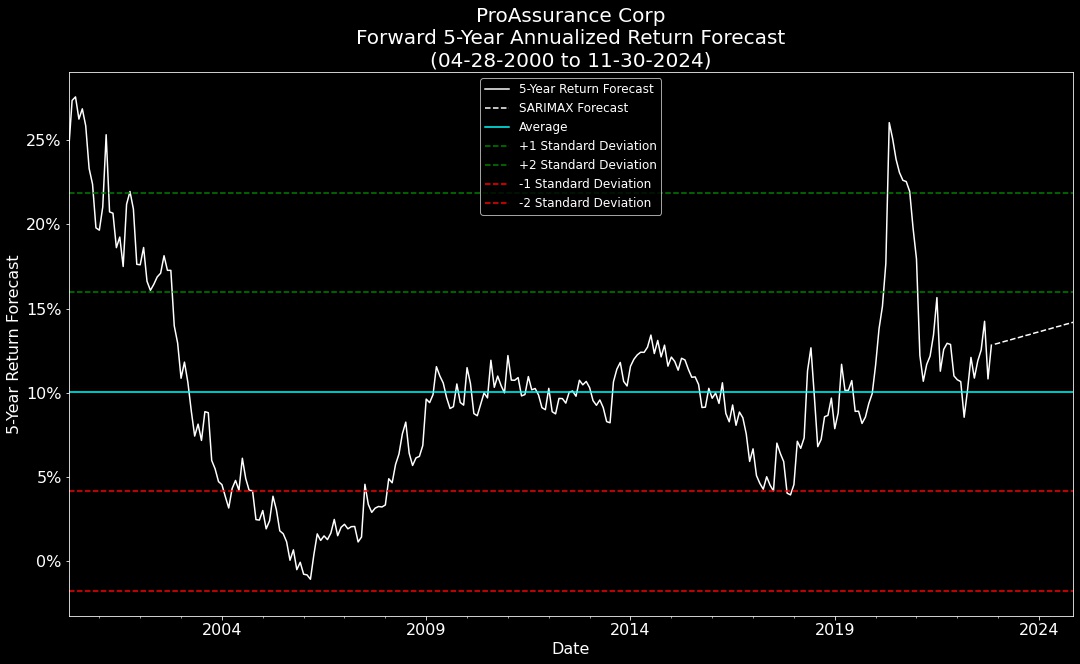 ProAssurance Corp
Forward 5-Year Annualized Return Forecast
(04-28-2000 to 11-30-2024)
5-Year Return Forecast
SARIMAX Forecast
Average
+1 Standard Deviation
+2 Standard Deviation
-1 Standard Deviation
-2 Standard Deviation
5-Year Return Forecast
25%
20%
15%
10%
5%
0%
2004
2009
2014
2019
2024
Date